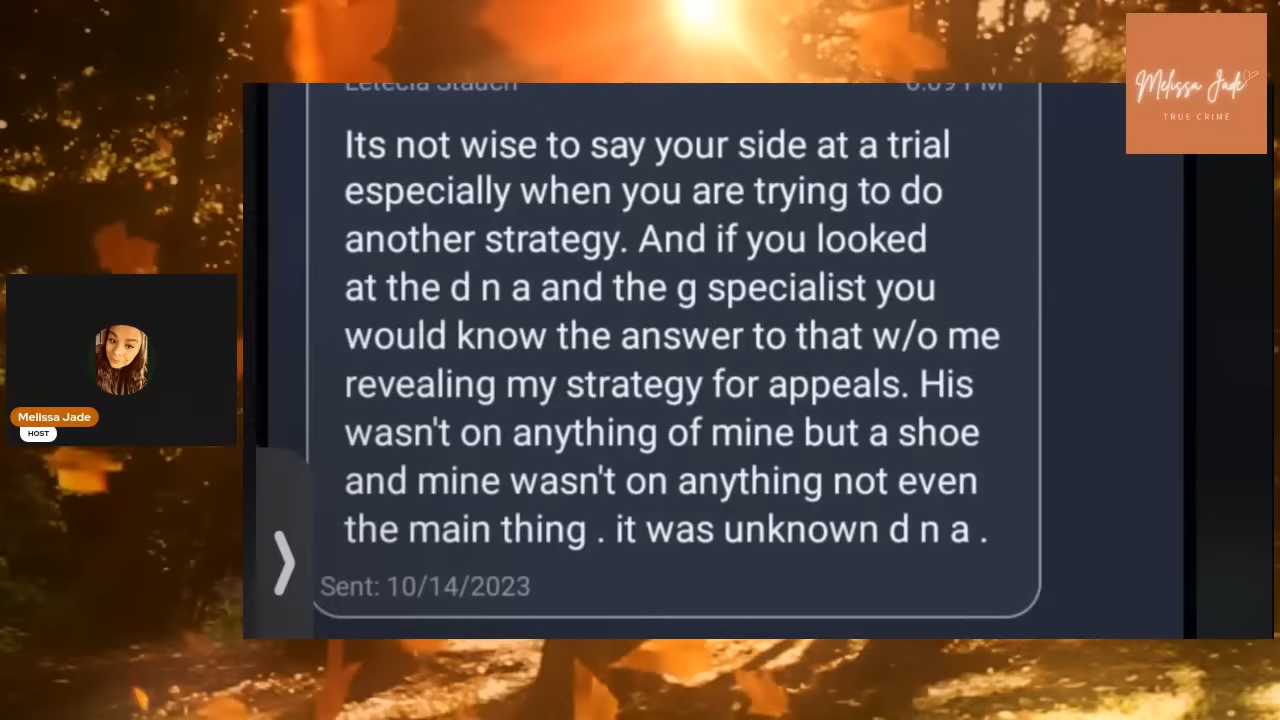 Letecia Stauch
Its not wise to say your side at a trial
especially when you are trying to do
another strategy. And if you looked
at the d n a and the g specialist you
would know the answer to that w/o me
revealing my strategy for appeals. His
wasn't on anything of mine but a shoe
and mine wasn't on anything not even
the main thing . it was unknown d n a .
Sent: 10/14/2023
Melissa Jade
TRUE CRIME
Melissa Jade
HOST